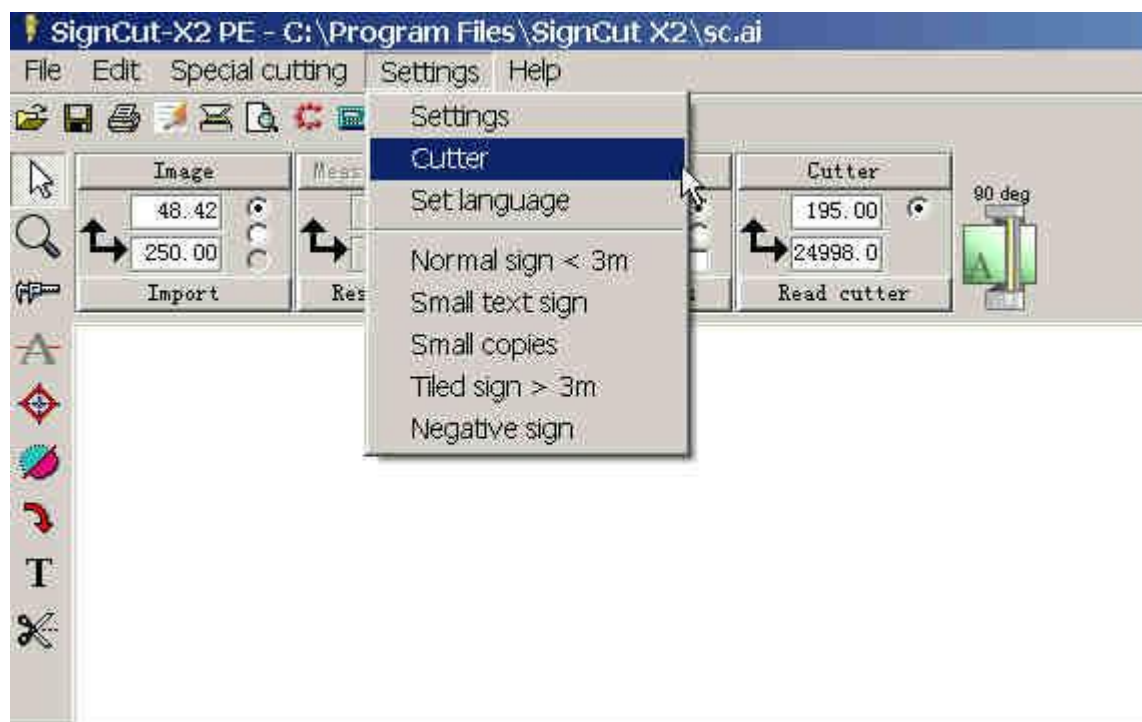 SignCut-X2 PE - C:\Program Files\SignCut X2\sc.ai
File Edit Special cutting Settings Help
Settings
Cutter
Set language
Normal sign < 3m
Small text sign
Small copies
Tiled sign > 3m
Negative sign
Image
48.42
250.00
Import
Meas
Res
Cutter
195.00
24998.0
Read cutter
90 deg
A
A
T